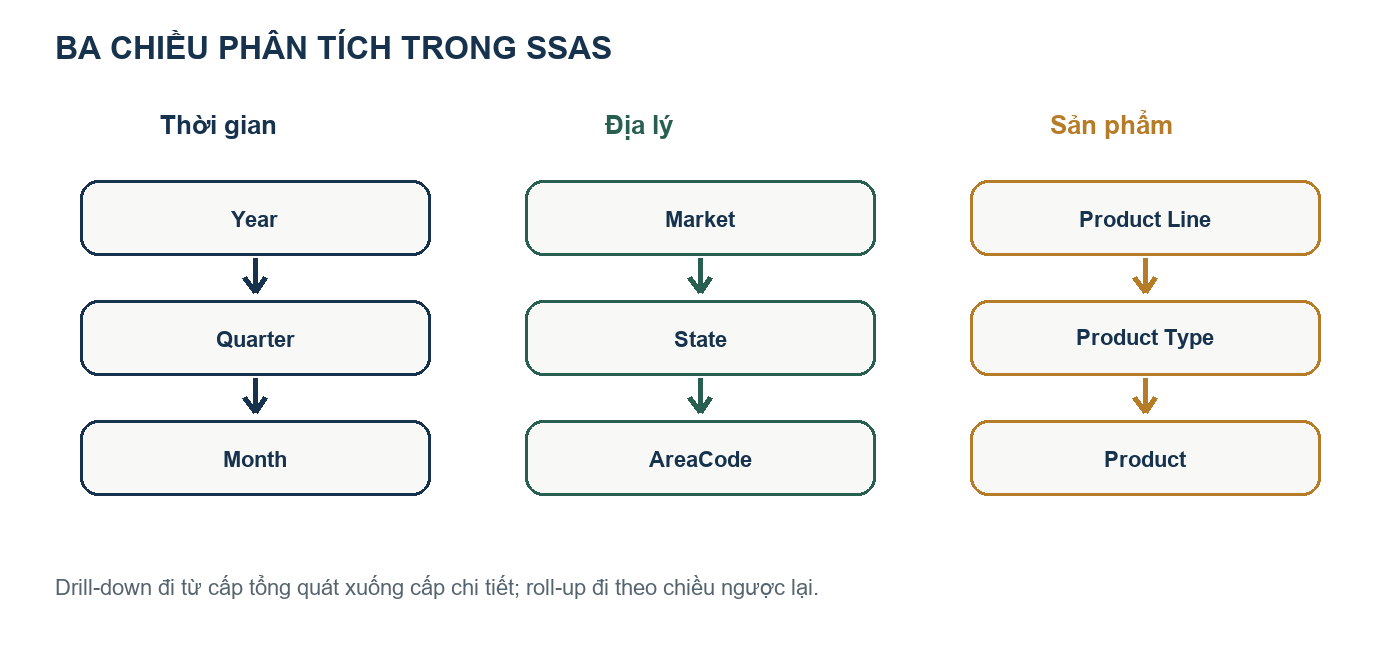 BA CHIỀU PHÂN TÍCH TRONG SSAS
Thời gian
Địa lý
Sản phẩm
Year
Market
Product Line
Quarter
State
Product Type
Month
AreaCode
Product
Drill-down đi từ cấp tổng quát xuống cấp chi tiết; roll-up đi theo chiều ngược lại.